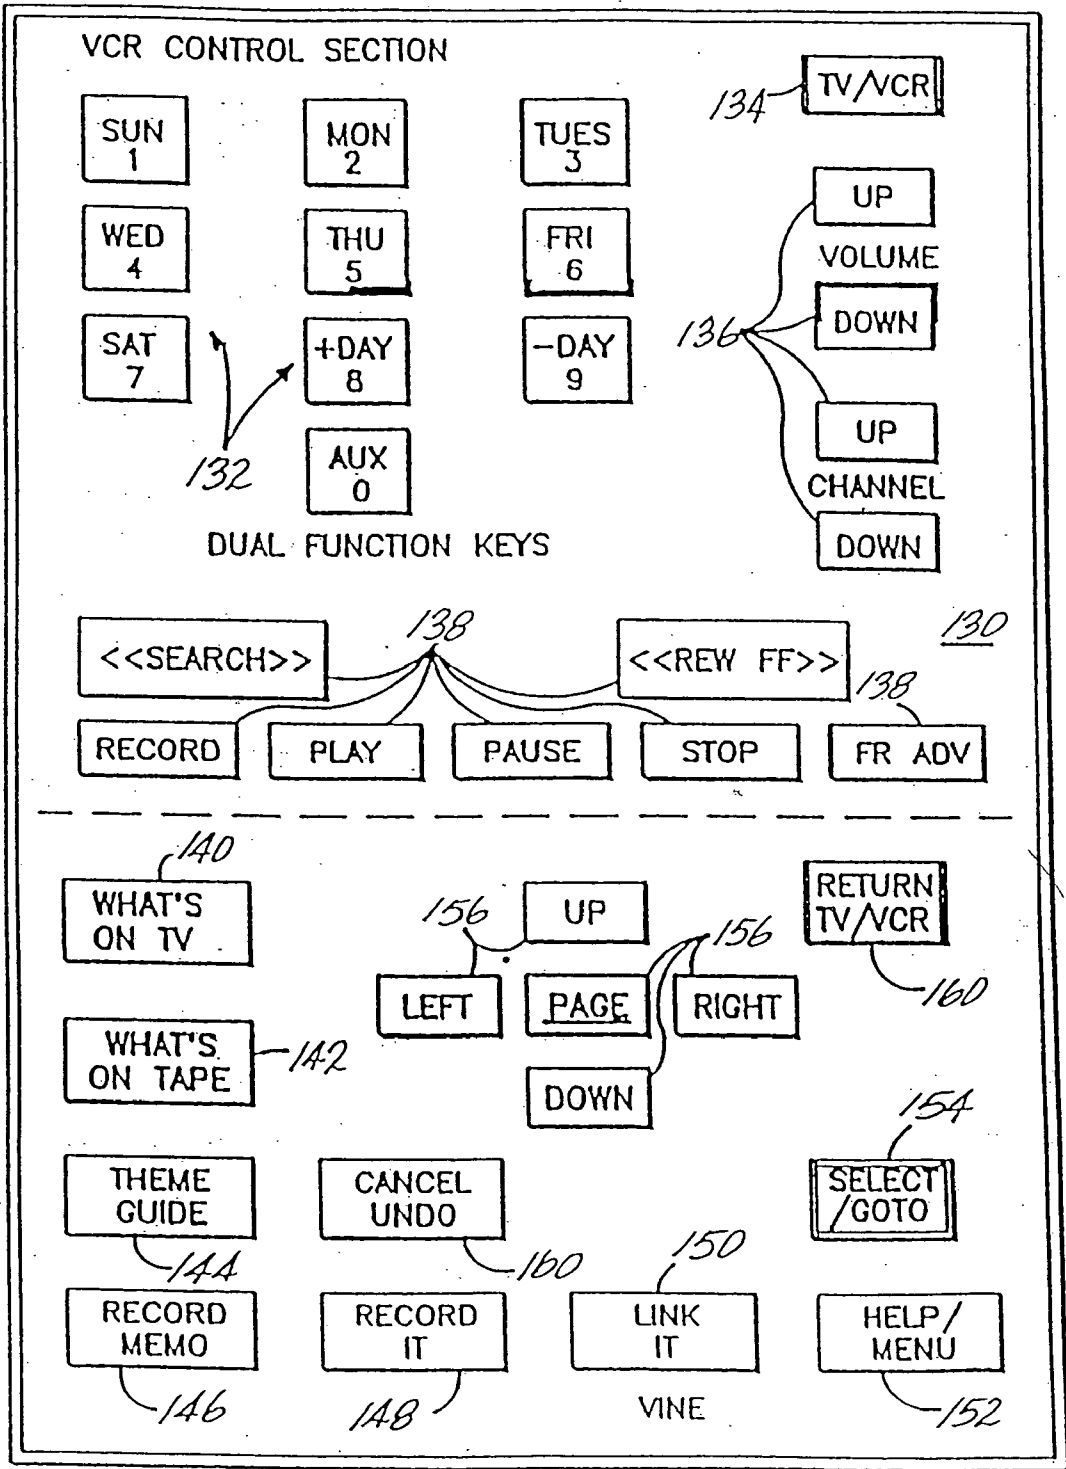 VCR CONTROL SECTION
134
TV/VCR
SUN
1
MON
2
TUES
3
UP
VOLUME
DOWN
WED
4
THU
5
FRI
6
136
SAT
7
+DAY
8
-DAY
9
UP
CHANNEL
DOWN
132
AUX
0
DUAL FUNCTION KEYS
138
130
<<SEARCH>>
<<REW FF>>
138
RECORD
PLAY
PAUSE
STOP
FR ADV
140
WHAT'S
ON TV
156
UP
156
RETURN
TV/VCR
160
LEFT
PAGE
RIGHT
WHAT'S
ON TAPE
142
DOWN
154
THEME
GUIDE
144
CANCEL
UNDO
160
SELECT
/GOTO
150
RECORD
MEMO
146
RECORD
IT
148
LINK
IT
VINE
HELP/
MENU
152